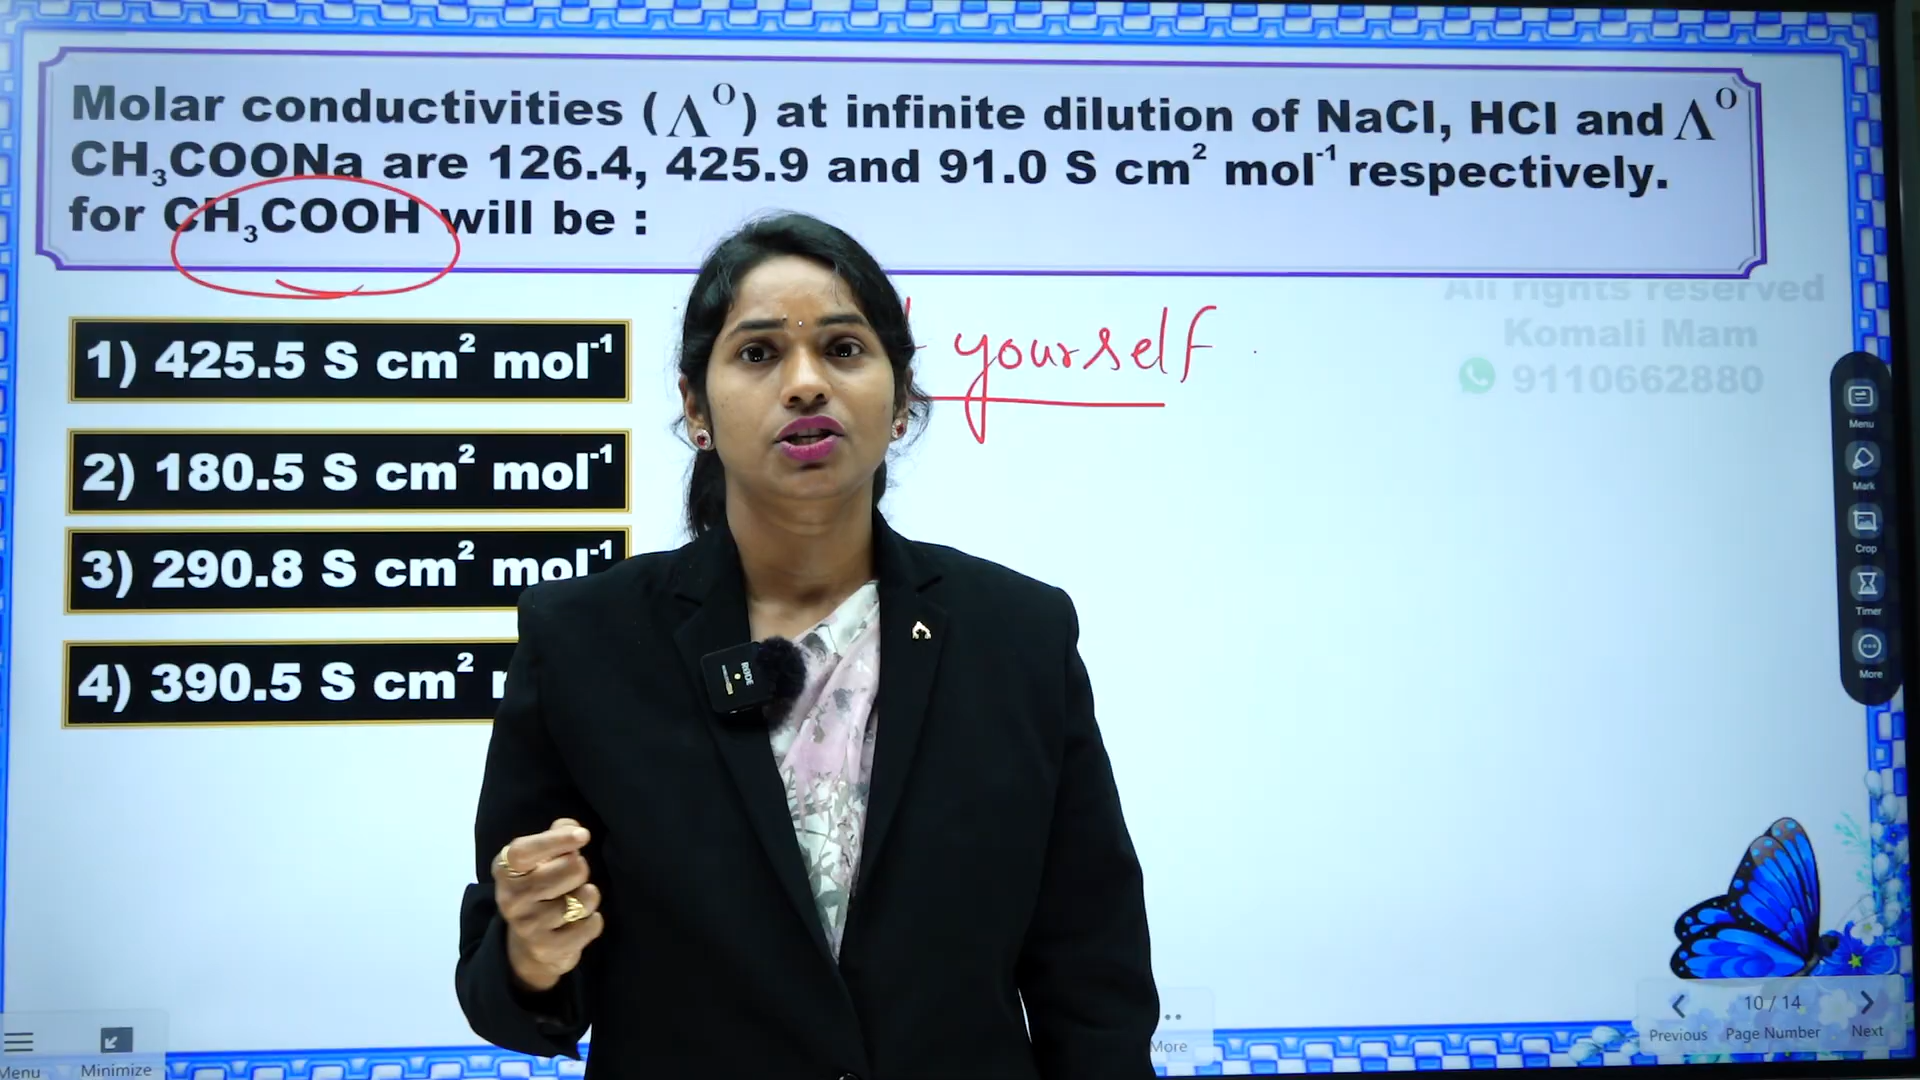 Molar conductivities (Λ⁰) at infinite dilution of NaCl, HCl and Λ⁰
CH₃COONa are 126.4, 425.9 and 91.0 S cm² mol⁻¹ respectively.
for CH₃COOH will be :
1) 425.5 S cm² mol⁻¹
2) 180.5 S cm² mol⁻¹
3) 290.8 S cm² mol⁻¹
4) 390.5 S cm²
yourself
All rights reserved
Komali Mam
9110662880
Menu
Mark
Crop
Timer
More
RØDE
10 / 14
Previous Page Number Next
Menu Minimize
More